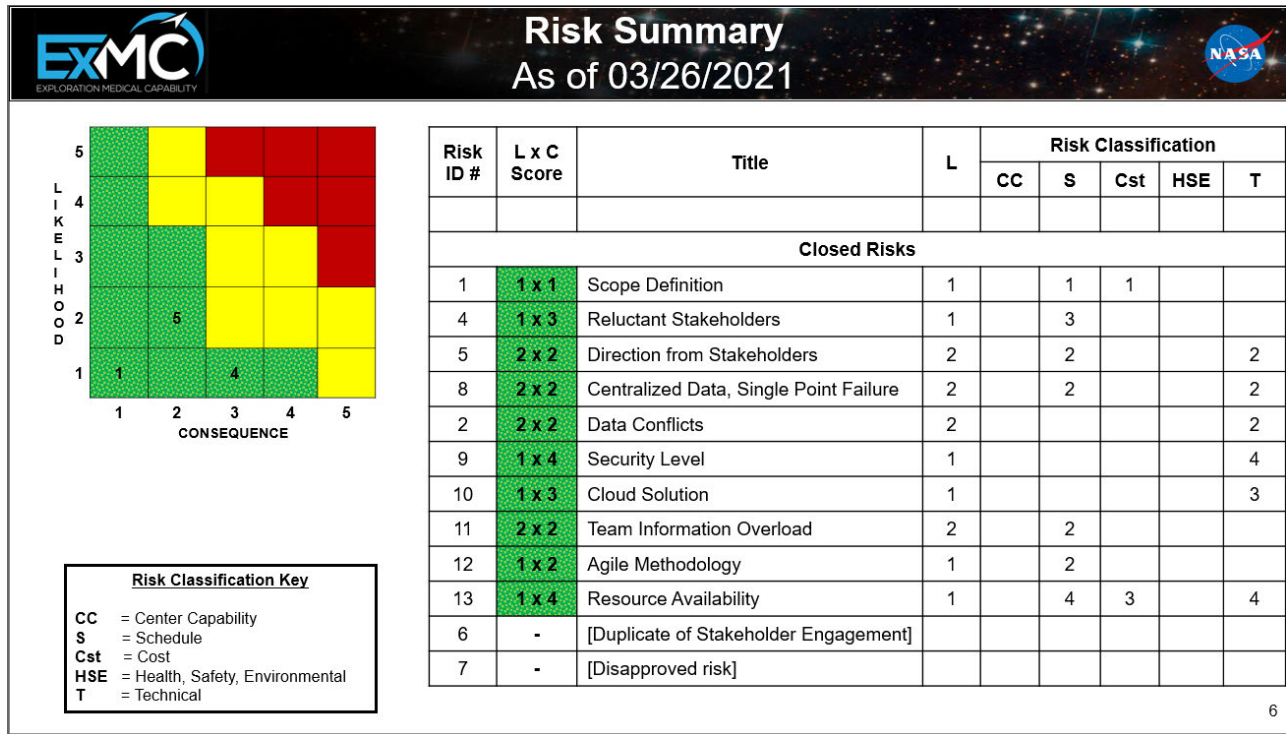 ExMC
EXPLORATION MEDICAL CAPABILITY
Risk Summary
As of 03/26/2021
NASA
LIKELIHOOD
5
4
3
2 5
1 1 4
1 2 3 4 5
CONSEQUENCE
Risk Classification Key
CC = Center Capability
S = Schedule
Cst = Cost
HSE = Health, Safety, Environmental
T = Technical
Risk ID # L x C Score Title L Risk Classification
CC S Cst HSE T
Closed Risks
1 1 x 1 Scope Definition 1 1 1
4 1 x 3 Reluctant Stakeholders 1 3
5 2 x 2 Direction from Stakeholders 2 2 2
8 2 x 2 Centralized Data, Single Point Failure 2 2 2
2 2 x 2 Data Conflicts 2 2
9 1 x 4 Security Level 1 4
10 1 x 3 Cloud Solution 1 3
11 2 x 2 Team Information Overload 2 2
12 1 x 2 Agile Methodology 1 2
13 1 x 4 Resource Availability 1 4 3 4
6 - [Duplicate of Stakeholder Engagement]
7 - [Disapproved risk]
6